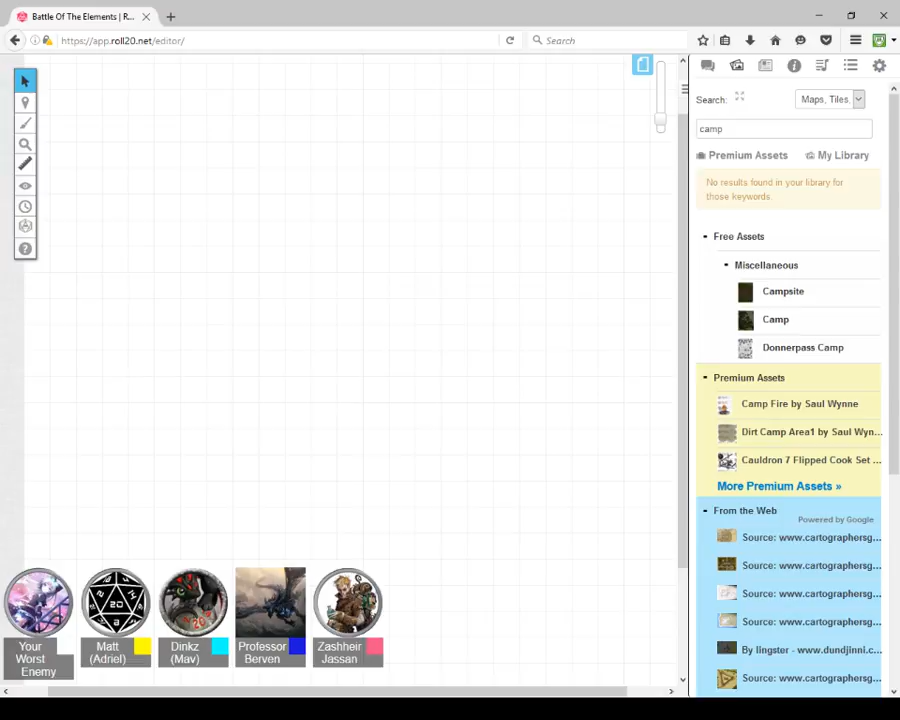 Battle Of The Elements | R...
https://app.roll20.net/editor/
Search
Search:
Maps, Tiles,
camp
Premium Assets
My Library
No results found in your library for
those keywords.
Free Assets
Miscellaneous
Campsite
Camp
Donnerpass Camp
Premium Assets
Camp Fire by Saul Wynne
Dirt Camp Area1 by Saul Wyn...
Cauldron 7 Flipped Cook Set ...
More Premium Assets »
From the Web
Powered by Google
Source: www.cartographersg...
Source: www.cartographersg...
Source: www.cartographersg...
Source: www.cartographersg...
By lingster - www.dundjinni.c...
Source: www.cartographersg...
20
20
Your
Worst
Enemy
Matt
(Adriel)
Dinkz
(Mav)
Professor
Berven
Zashheir
Jassan